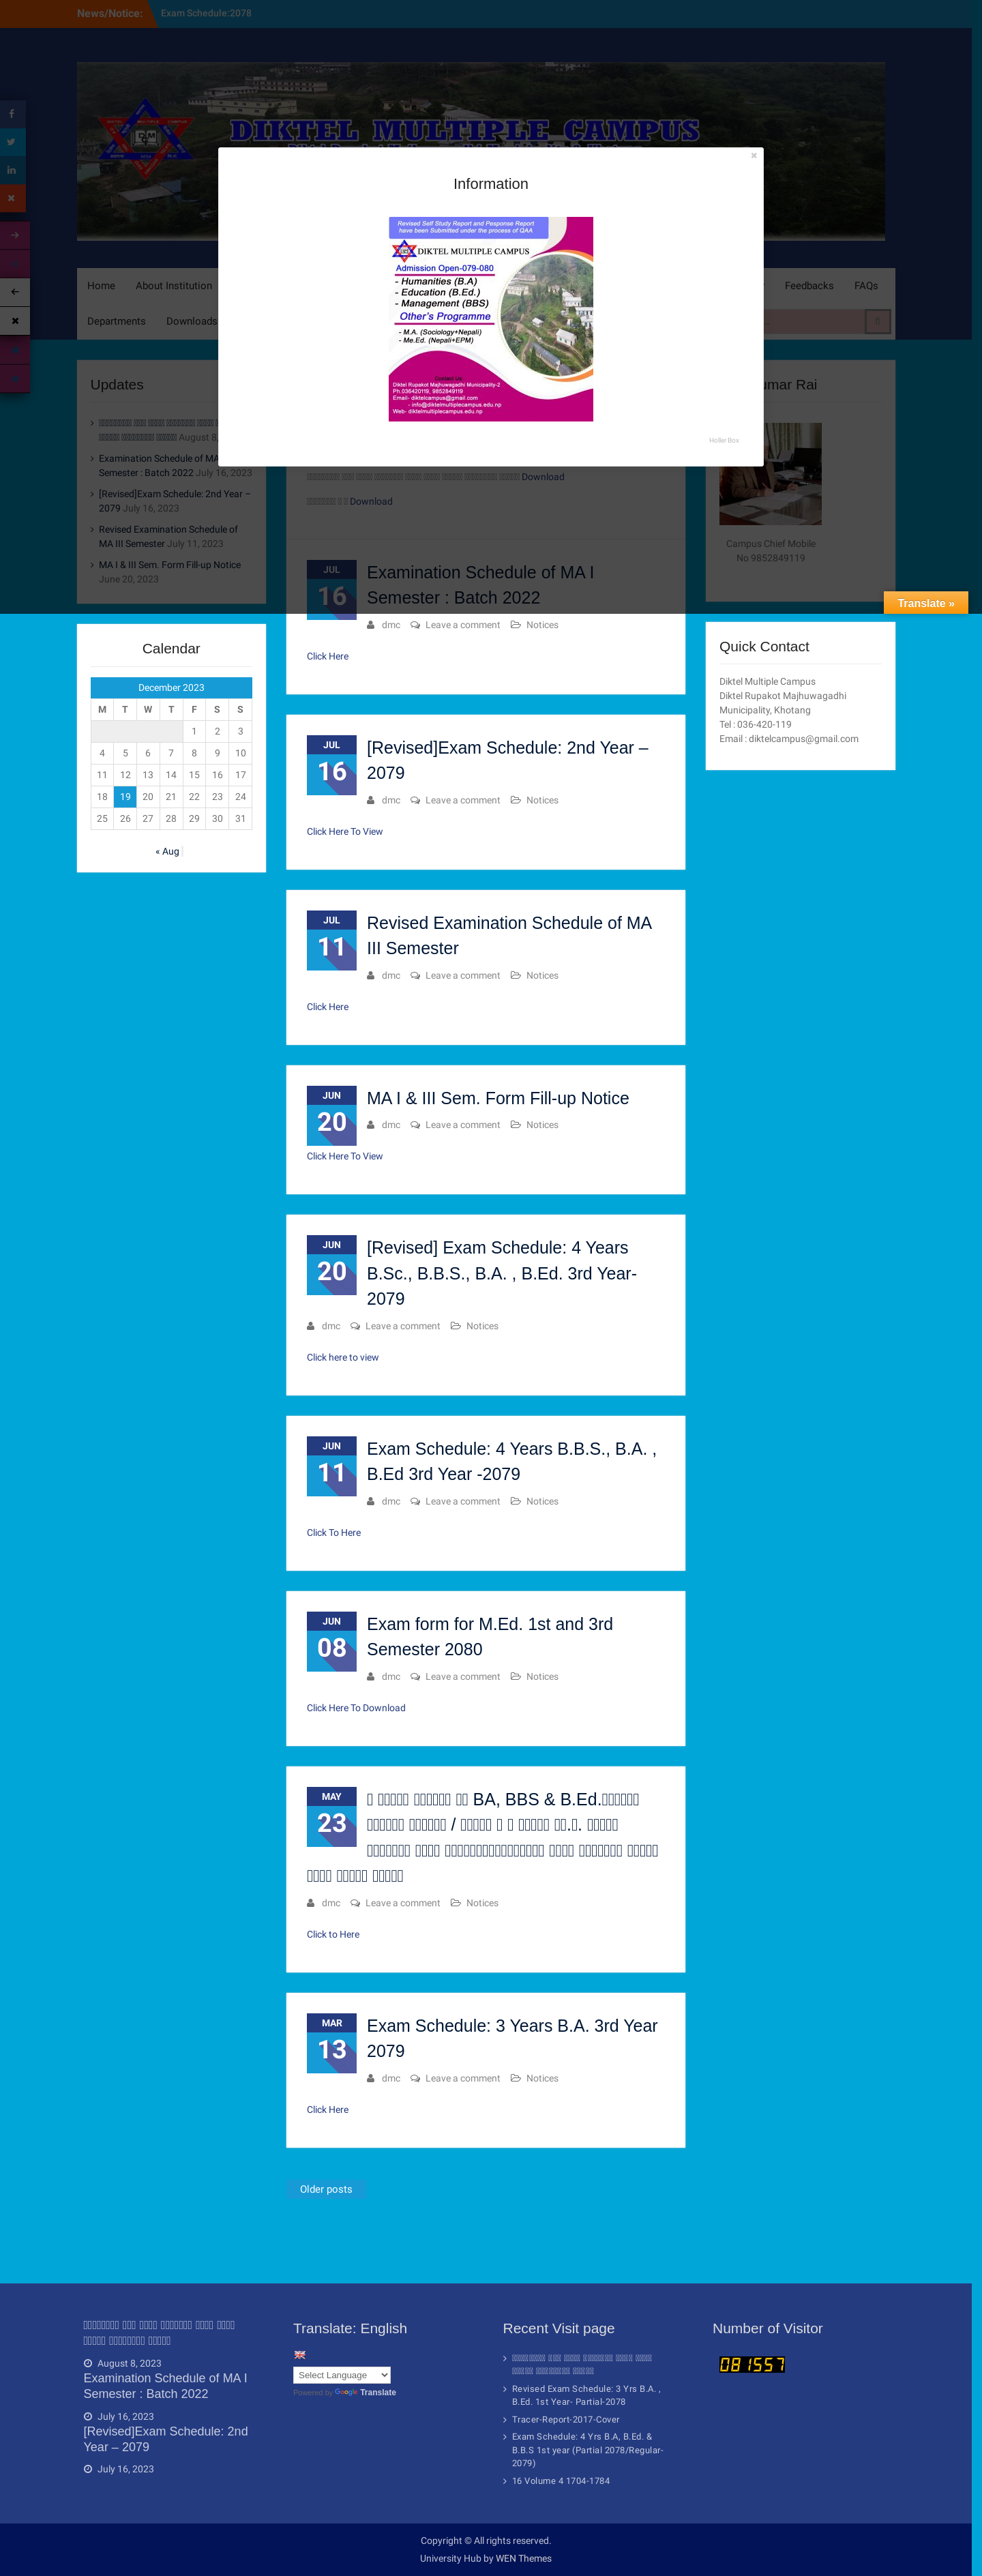 News/Notice: Exam Schedule:2078
DIKTEL MULTIPLE CAMPUS
×
Information
Revised Self Study Report and Pesponse Report
have been Submitted under the process of QAA
DIKTEL MULTIPLE CAMPUS
Admission Open-079-080
- Humanities (B.A)
- Education (B.Ed.)
- Management (BBS)
Other's Programme
- M.A. (Sociology+Nepali)
- Me.Ed. (Nepali+EPM)
Contact Us
Diktel Rupakot Majhuwagadhi Municipality-2
Ph.036420119, 9852849119
Email- diktelcampus@gmail.com
- info@diktelmultiplecampus.edu.np
Web- diktelmultiplecampus.edu.np
Holler Box
Home About Institution Feedbacks FAQs
Departments Downloads
Updates
August 8,
Examination Schedule of MA
Semester : Batch 2022 July 16, 2023
[Revised]Exam Schedule: 2nd Year –
2079 July 16, 2023
Revised Examination Schedule of
MA III Semester July 11, 2023
MA I & III Sem. Form Fill-up Notice
June 20, 2023
Calendar
December 2023
M T W T F S S
1 2 3
4 5 6 7 8 9 10
11 12 13 14 15 16 17
18 19 20 21 22 23 24
25 26 27 28 29 30 31
« Aug
Download
Download
JUL
16
Examination Schedule of MA I
Semester : Batch 2022
dmc Leave a comment Notices
Click Here
JUL
16
[Revised]Exam Schedule: 2nd Year –
2079
dmc Leave a comment Notices
Click Here To View
JUL
11
Revised Examination Schedule of MA
III Semester
dmc Leave a comment Notices
Click Here
JUN
20
MA I & III Sem. Form Fill-up Notice
dmc Leave a comment Notices
Click Here To View
JUN
20
[Revised] Exam Schedule: 4 Years
B.Sc., B.B.S., B.A. , B.Ed. 3rd Year-
2079
dmc Leave a comment Notices
Click here to view
JUN
11
Exam Schedule: 4 Years B.B.S., B.A. ,
B.Ed 3rd Year -2079
dmc Leave a comment Notices
Click To Here
JUN
08
Exam form for M.Ed. 1st and 3rd
Semester 2080
dmc Leave a comment Notices
Click Here To Download
MAY
23
BA, BBS & B.Ed.
/
dmc Leave a comment Notices
Click to Here
MAR
13
Exam Schedule: 3 Years B.A. 3rd Year
2079
dmc Leave a comment Notices
Click Here
Older posts
Kumar Rai
Campus Chief Mobile
No 9852849119
Translate »
Quick Contact
Diktel Multiple Campus
Diktel Rupakot Majhuwagadhi
Municipality, Khotang
Tel : 036-420-119
Email : diktelcampus@gmail.com
August 8, 2023
Examination Schedule of MA I
Semester : Batch 2022
July 16, 2023
[Revised]Exam Schedule: 2nd
Year – 2079
July 16, 2023
Translate: English
Select Language
Powered by Google Translate
Recent Visit page
Revised Exam Schedule: 3 Yrs B.A. ,
B.Ed. 1st Year- Partial-2078
Tracer-Report-2017-Cover
Exam Schedule: 4 Yrs B.A, B.Ed. &
B.B.S 1st year (Partial 2078/Regular-
2079)
16 Volume 4 1704-1784
Number of Visitor
081557
Copyright © All rights reserved.
University Hub by WEN Themes